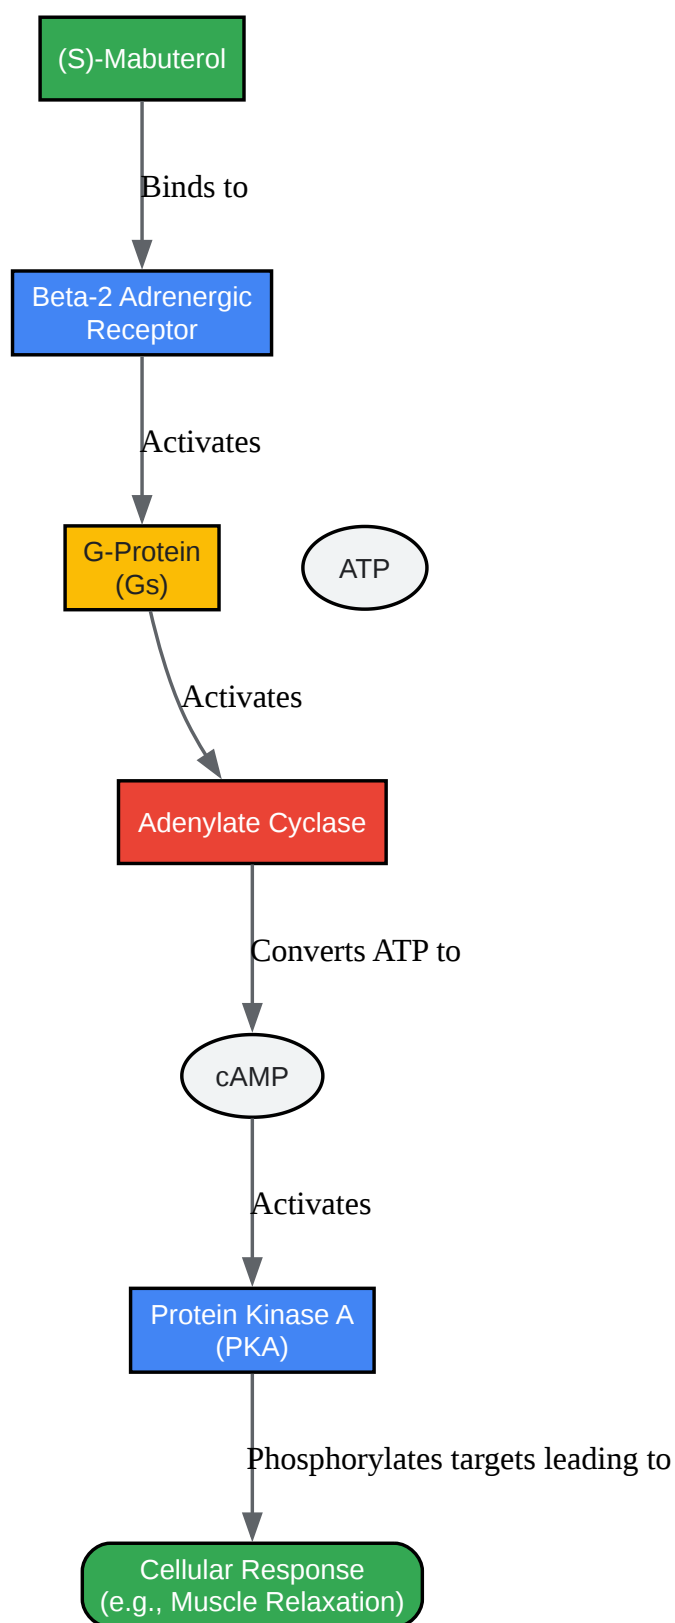 (S)-Mabuterol
Binds to
Beta-2 Adrenergic
Receptor
Activates
G-Protein
(Gs)
ATP
Activates
Adenylate Cyclase
Converts ATP to
cAMP
Activates
Protein Kinase A
(PKA)
Phosphorylates targets leading to
Cellular Response
(e.g., Muscle Relaxation)